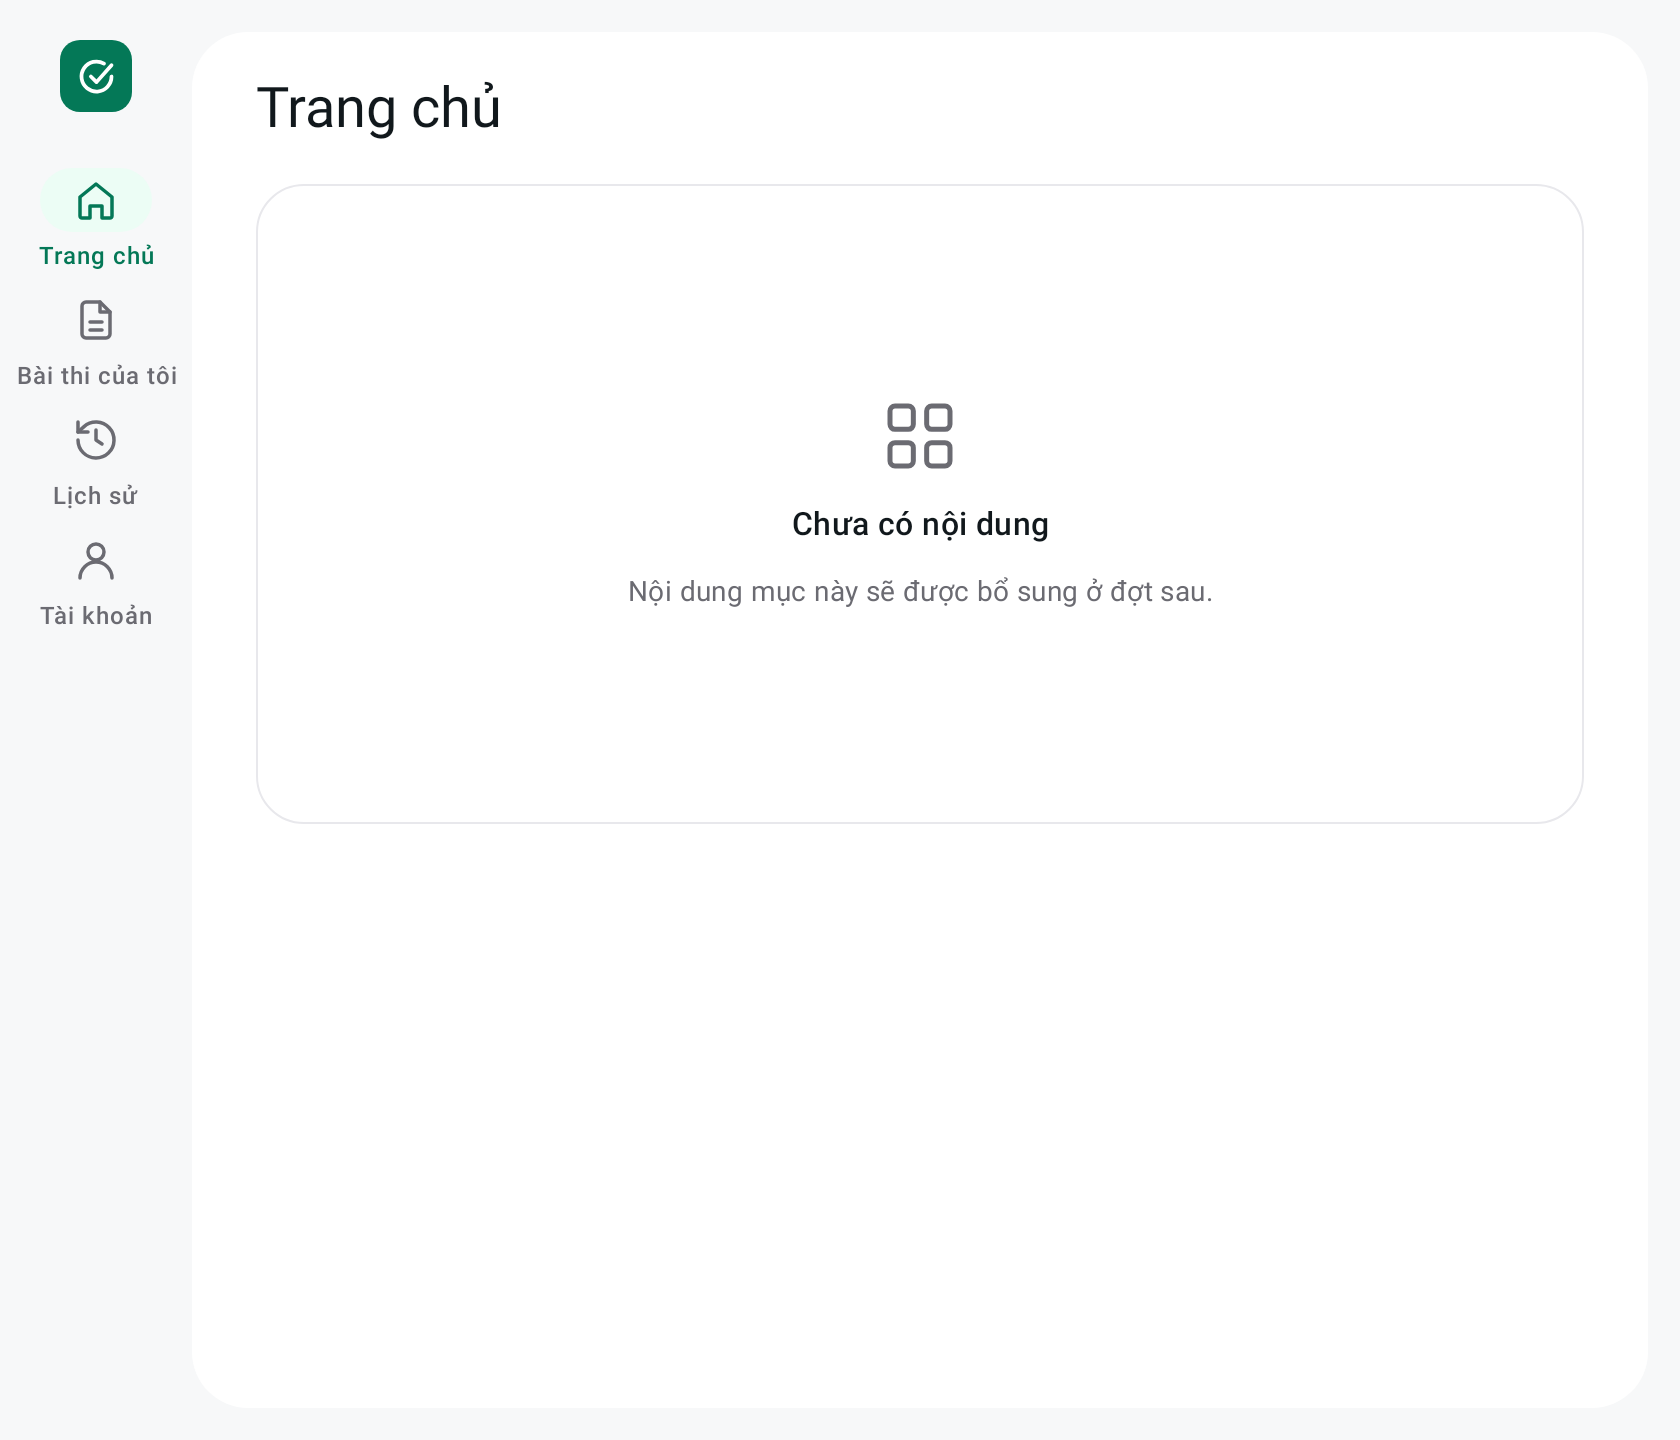 Trang chủ
Trang chủ
Bài thi của tôi
Lịch sử
Tài khoản
Chưa có nội dung
Nội dung mục này sẽ được bổ sung ở đợt sau.